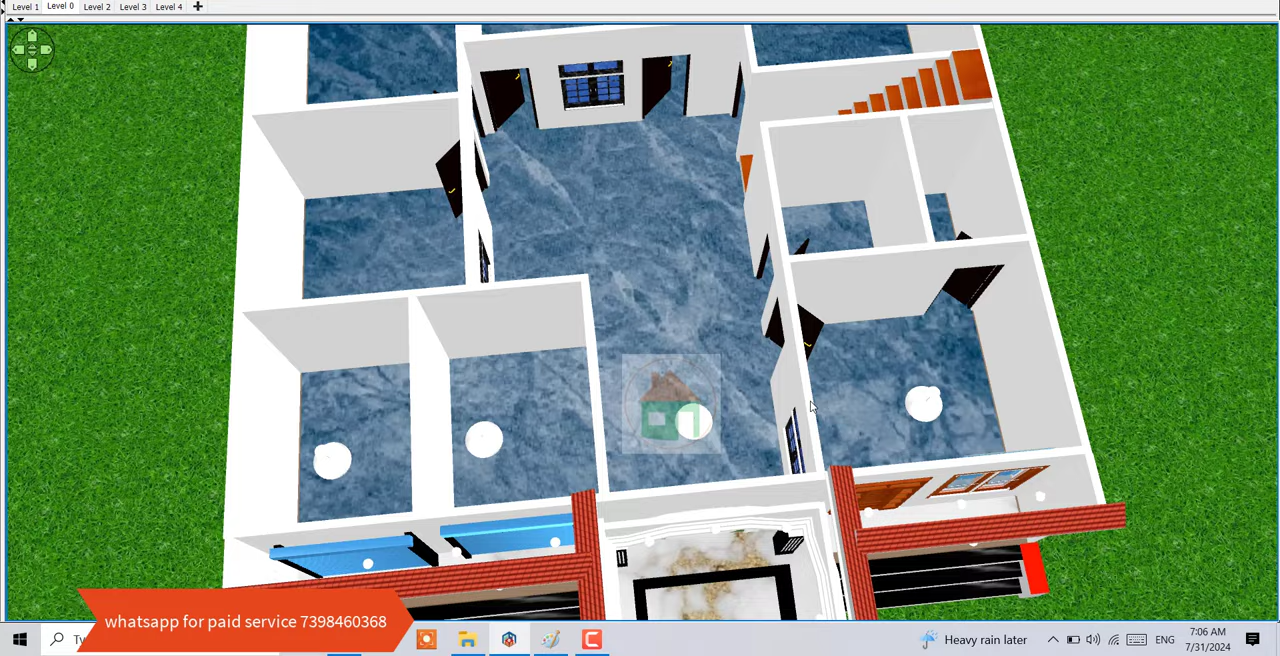 Level 1 Level 0 Level 2 Level 3 Level 4
whatsapp for paid service 7398460368
Heavy rain later
ENG
7:06 AM
7/31/2024